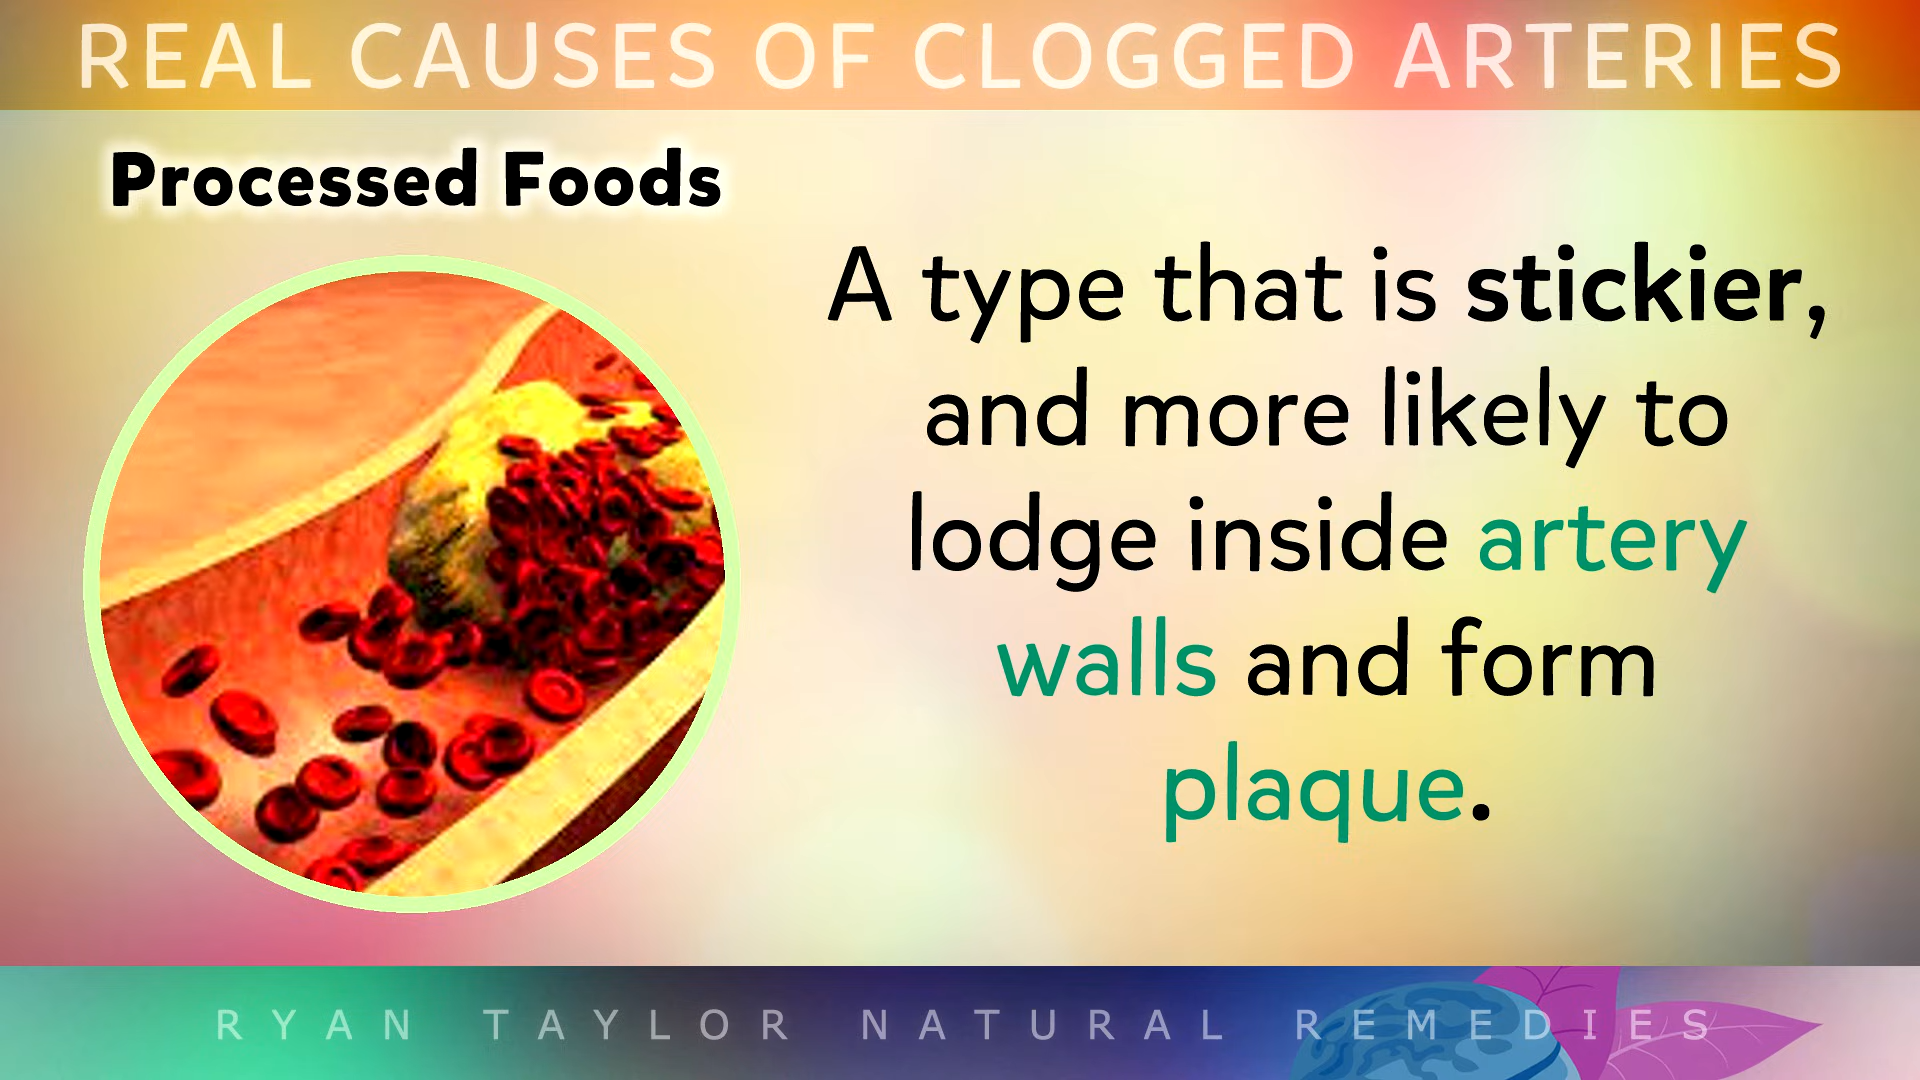 REAL CAUSES OF CLOGGED ARTERIES
Processed Foods
A type that is stickier,
and more likely to
lodge inside artery
walls and form
plaque.
RYAN TAYLOR NATURAL REMEDIES